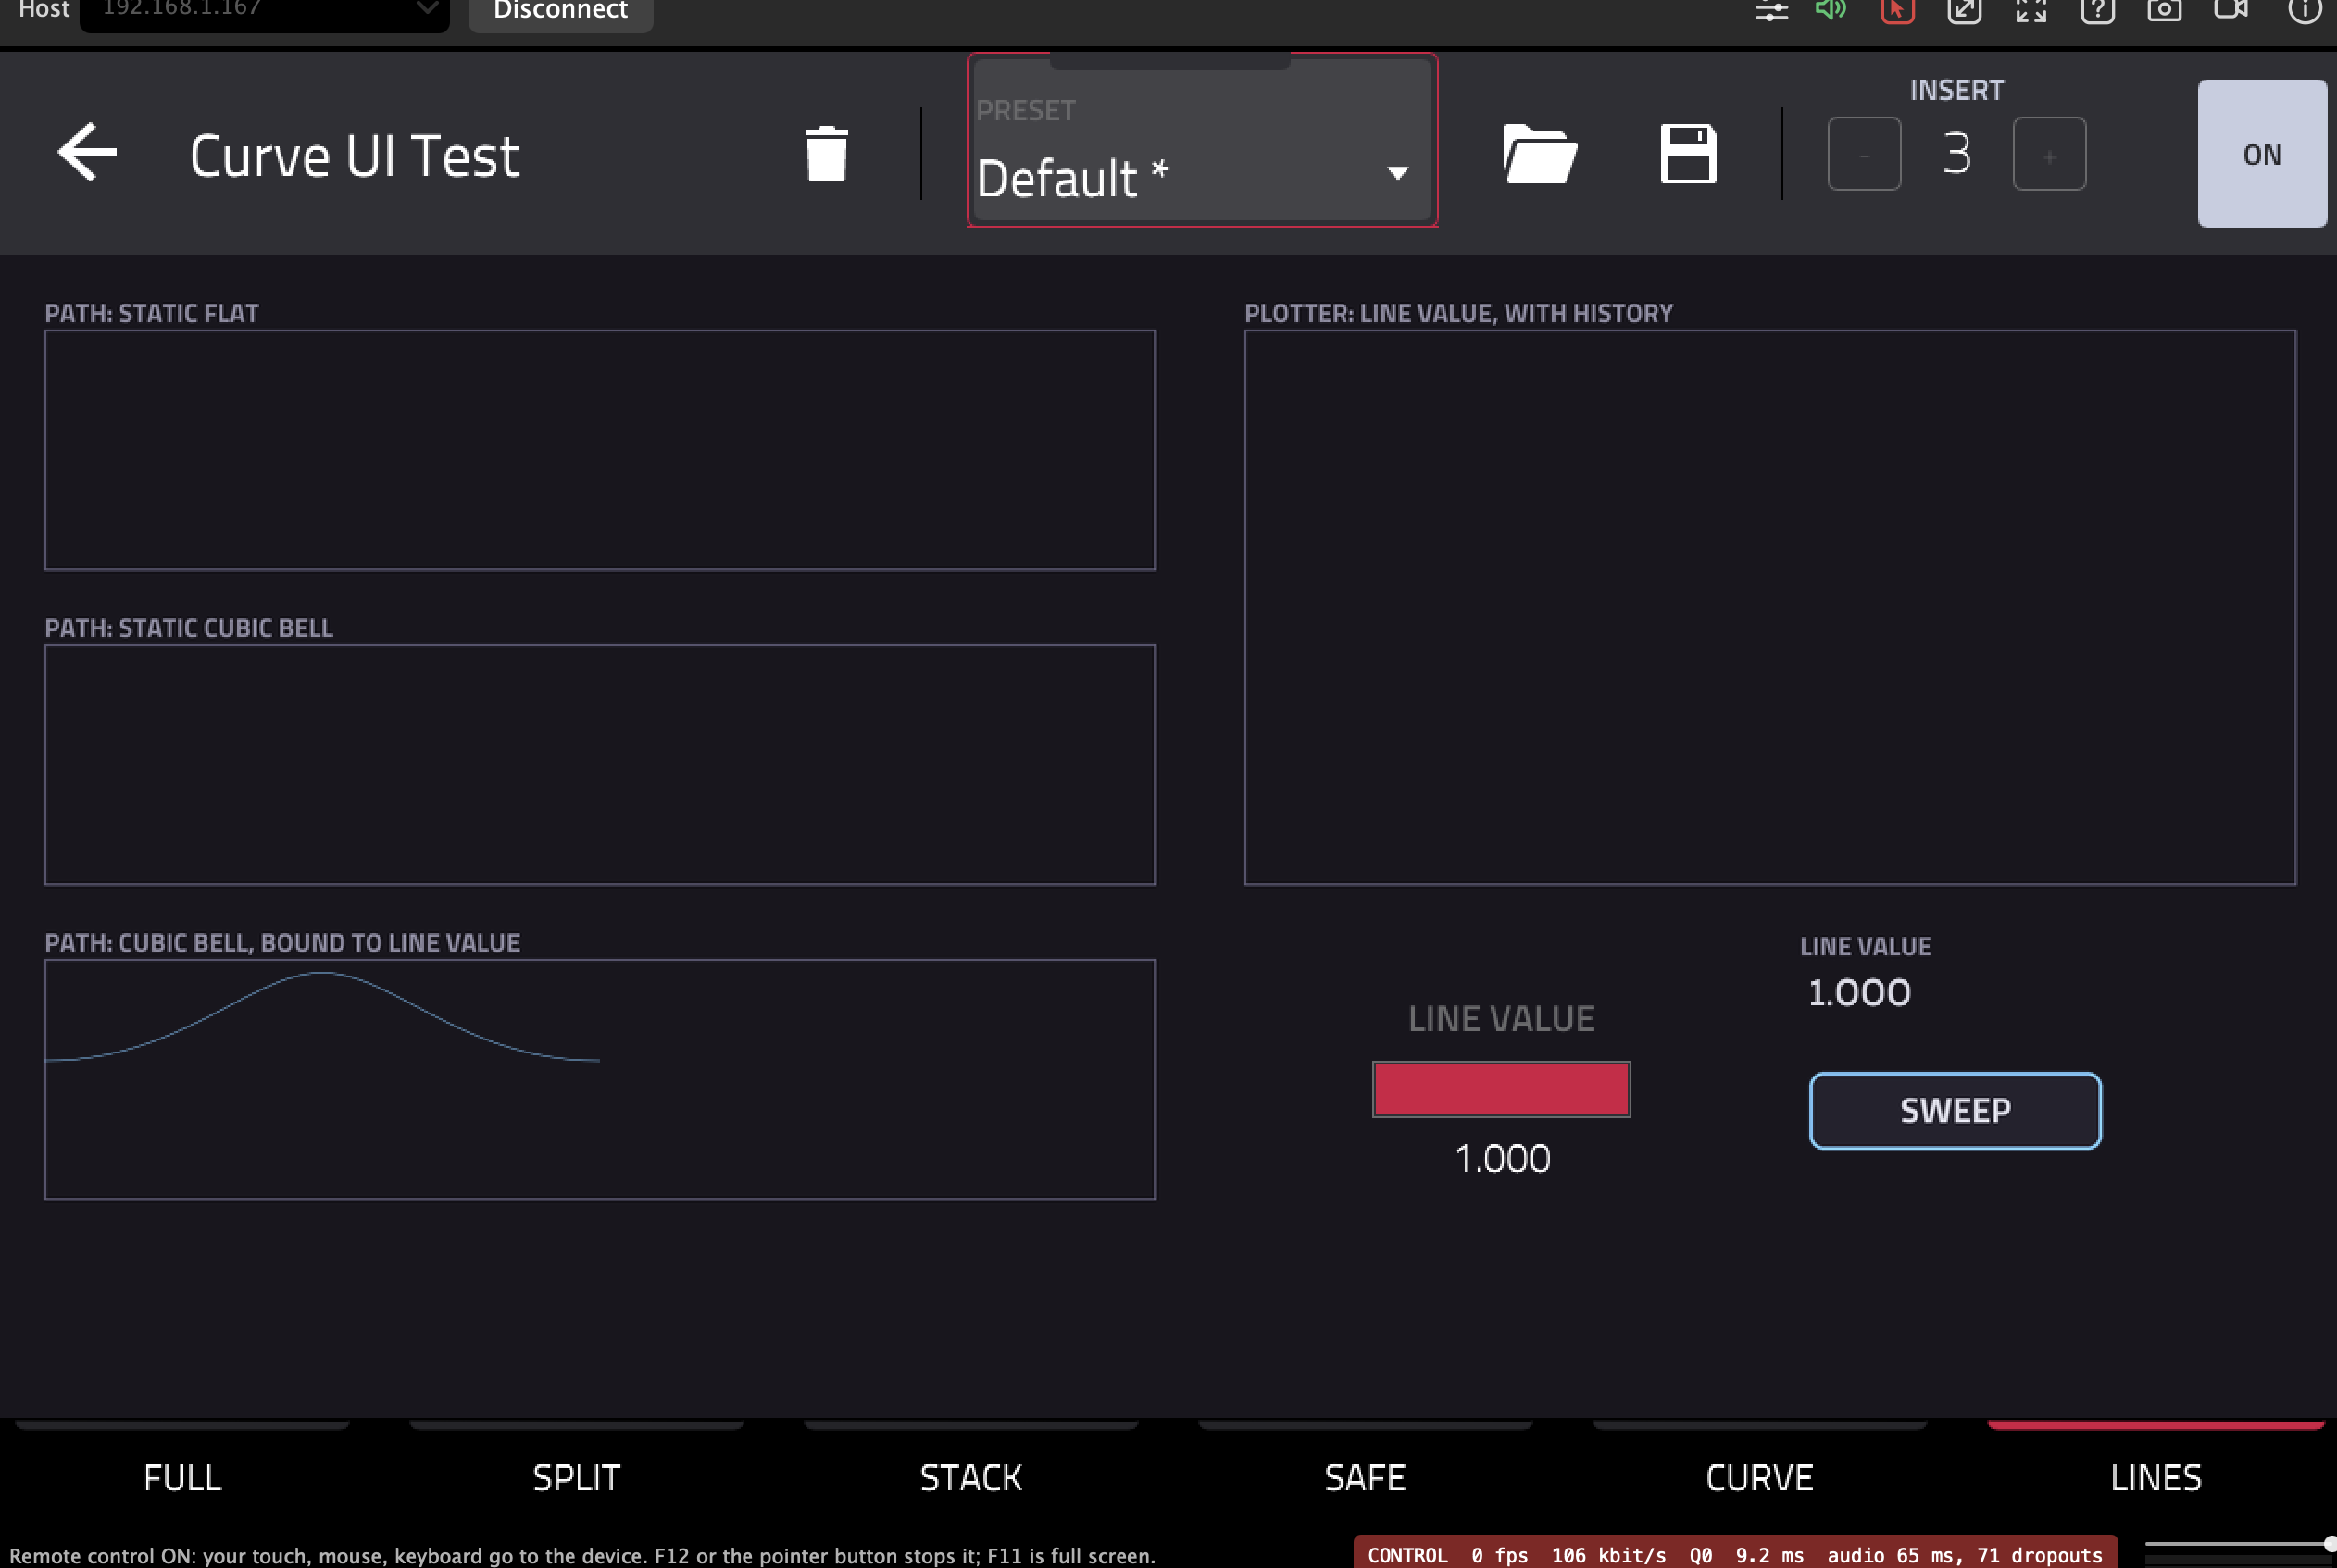 Host 192.168.1.167 Disconnect
Curve UI Test
PRESET
Default *
INSERT
- 3 +
ON
PATH: STATIC FLAT
PLOTTER: LINE VALUE, WITH HISTORY
PATH: STATIC CUBIC BELL
PATH: CUBIC BELL, BOUND TO LINE VALUE
LINE VALUE
1.000
LINE VALUE
1.000
SWEEP
FULL SPLIT STACK SAFE CURVE LINES
Remote control ON: your touch, mouse, keyboard go to the device. F12 or the pointer button stops it; F11 is full screen.
CONTROL 0 fps 106 kbit/s Q0 9.2 ms audio 65 ms, 71 dropouts